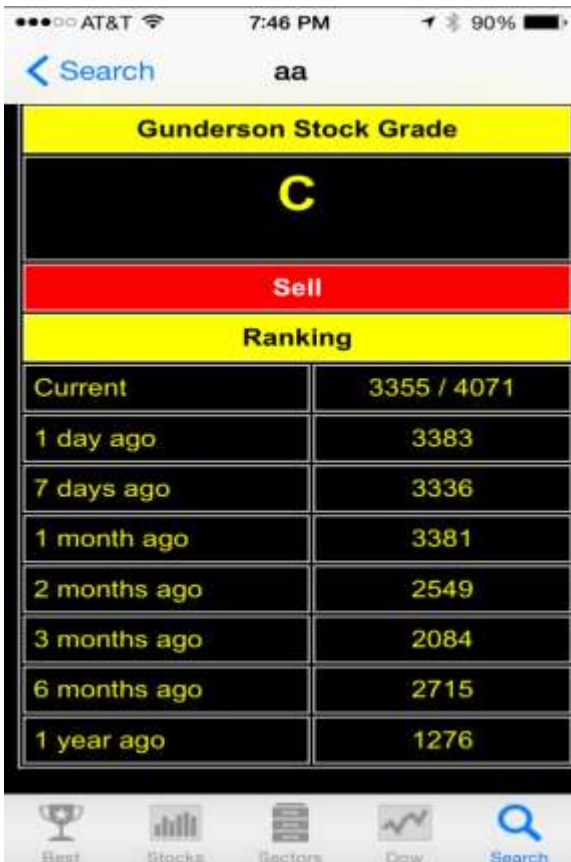 AT&T 7:46 PM 90%
Search aa
Gunderson Stock Grade
C
Sell
Ranking
Current 3355 / 4071
1 day ago 3383
7 days ago 3336
1 month ago 3381
2 months ago 2549
3 months ago 2084
6 months ago 2715
1 year ago 1276
Best Stocks Sectors Dow Search